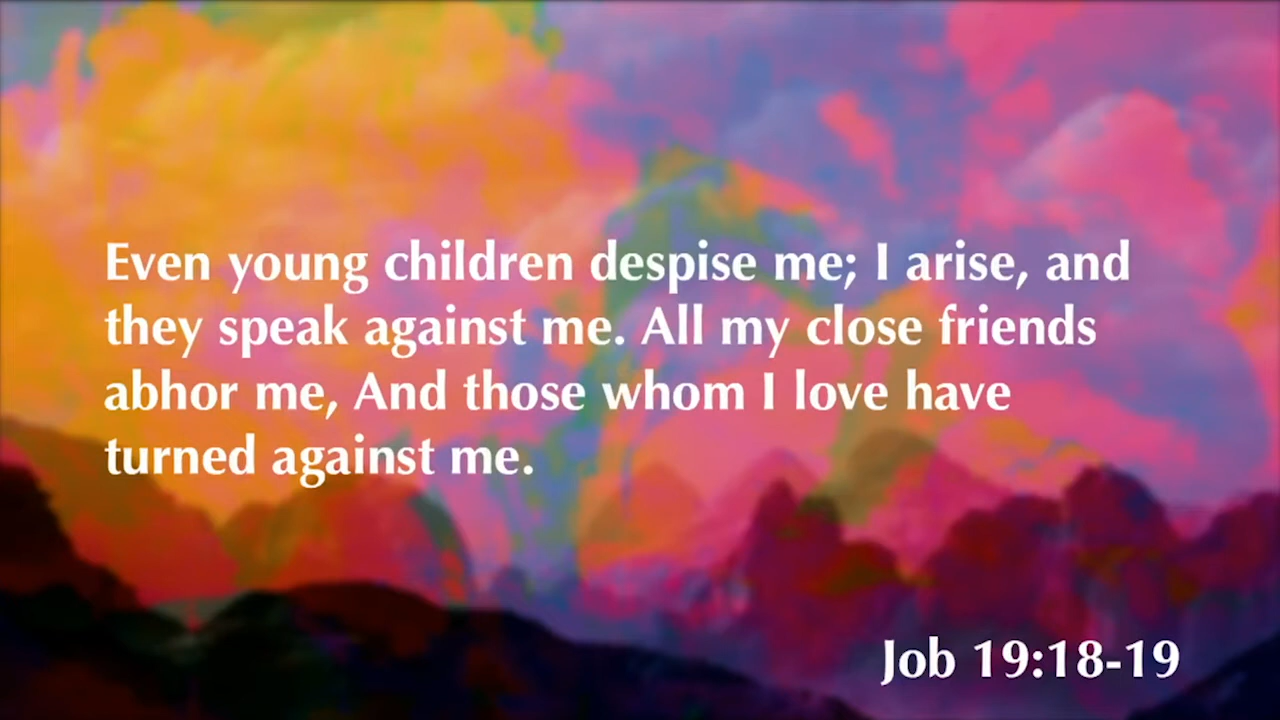 Even young children despise me; I arise, and
they speak against me. All my close friends
abhor me, And those whom I love have
turned against me.
Job 19:18-19